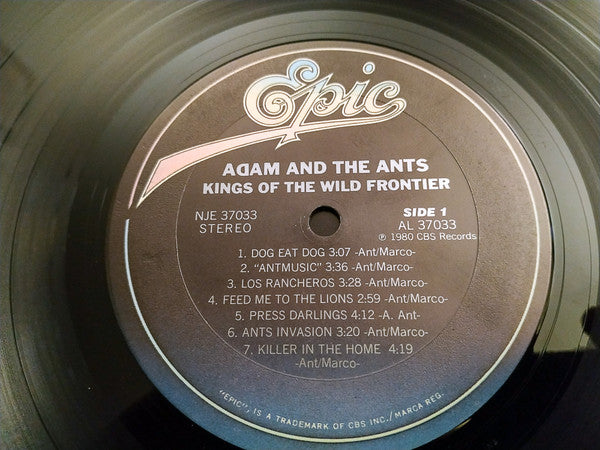 Epic
ADAM AND THE ANTS
KINGS OF THE WILD FRONTIER
NJE 37033
STEREO
SIDE 1
AL 37033
℗ 1980 CBS Records
1. DOG EAT DOG 3:07 -Ant/Marco-
2. "ANTMUSIC" 3:36 -Ant/Marco-
3. LOS RANCHEROS 3:28 -Ant/Marco-
4. FEED ME TO THE LIONS 2:59 -Ant/Marco-
5. PRESS DARLINGS 4:12 -A. Ant-
6. ANTS INVASION 3:20 -Ant/Marco-
7. KILLER IN THE HOME 4:19
-Ant/Marco-
"EPIC", IS A TRADEMARK OF CBS INC./MARCA REG.